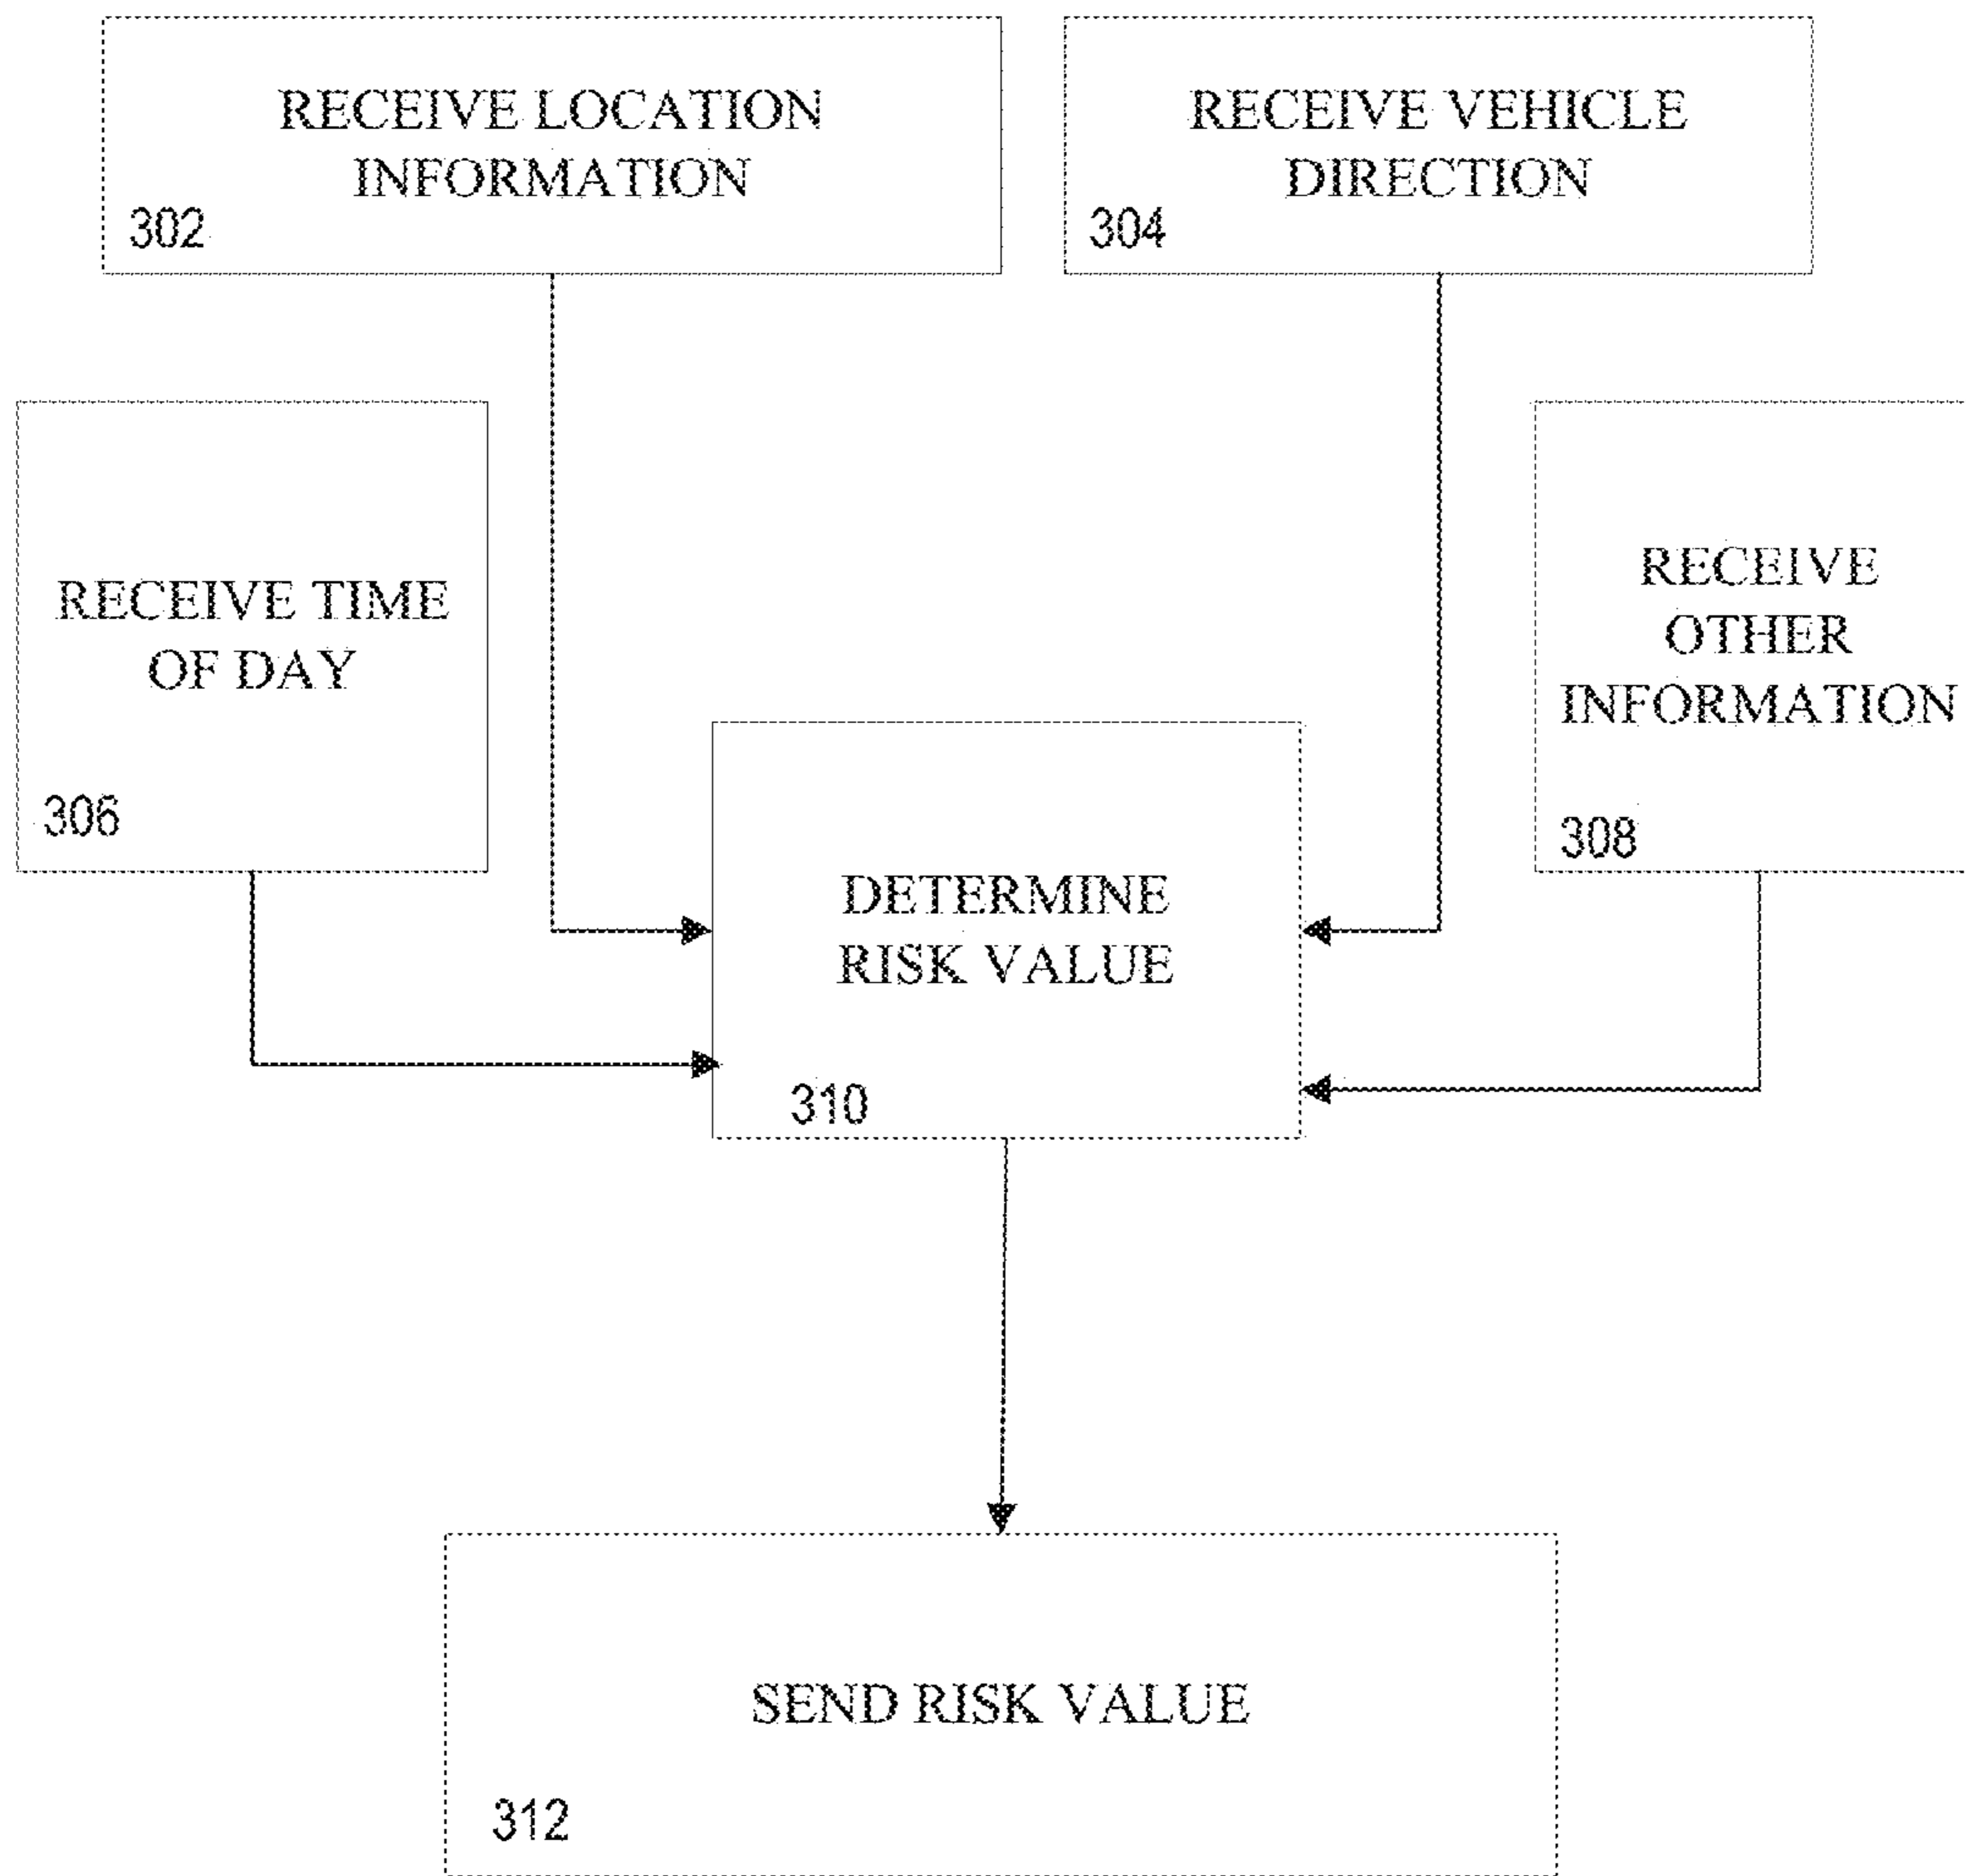 RECEIVE LOCATION
INFORMATION
302
RECEIVE VEHICLE
DIRECTION
304
RECEIVE TIME
OF DAY
306
RECEIVE
OTHER
INFORMATION
308
DETERMINE
RISK VALUE
310
SEND RISK VALUE
312